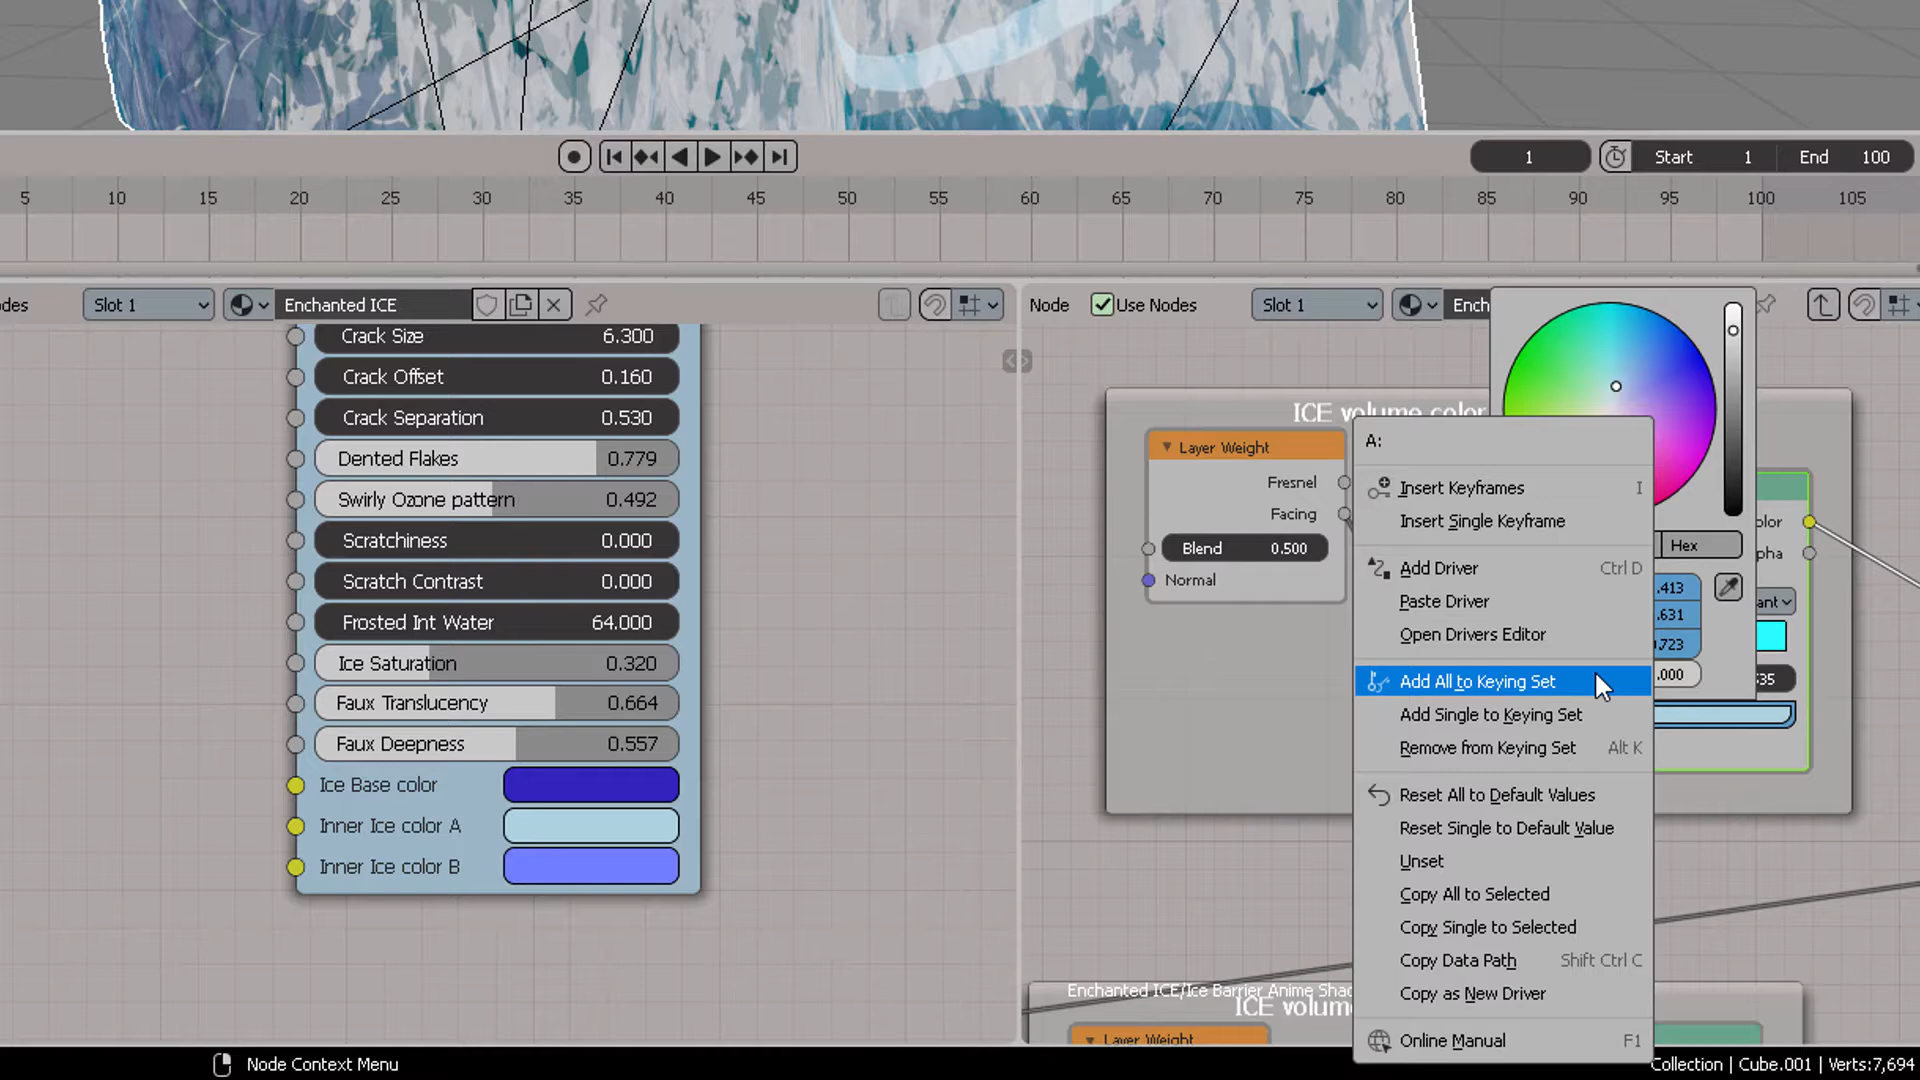 1
Start 1
End 100
5 10 15 20 25 30 35 40 45 50 55 60 65 70 75 80 85 90 95 100 105
Slot 1
Enchanted ICE
Node
Use Nodes
Slot 1
Crack Size 6.300
Crack Offset 0.160
Crack Separation 0.530
Dented Flakes 0.779
Swirly Ozone pattern 0.492
Scratchiness 0.000
Scratch Contrast 0.000
Frosted Int Water 64.000
Ice Saturation 0.320
Faux Translucency 0.664
Faux Deepness 0.557
Ice Base color
Inner Ice color A
Inner Ice color B
ICE volume color
Layer Weight
Fresnel
Facing
Blend 0.500
Normal
Hex
.413
.631
.723
.000
A:
Insert Keyframes I
Insert Single Keyframe
Add Driver Ctrl D
Paste Driver
Open Drivers Editor
Add All to Keying Set
Add Single to Keying Set
Remove from Keying Set Alt K
Reset All to Default Values
Reset Single to Default Value
Unset
Copy All to Selected
Copy Single to Selected
Copy Data Path Shift Ctrl C
Copy as New Driver
Online Manual F1
Enchanted ICE/Ice Barrier Anime
Layer Weight
Node Context Menu
Collection | Cube.001 | Verts:7,694